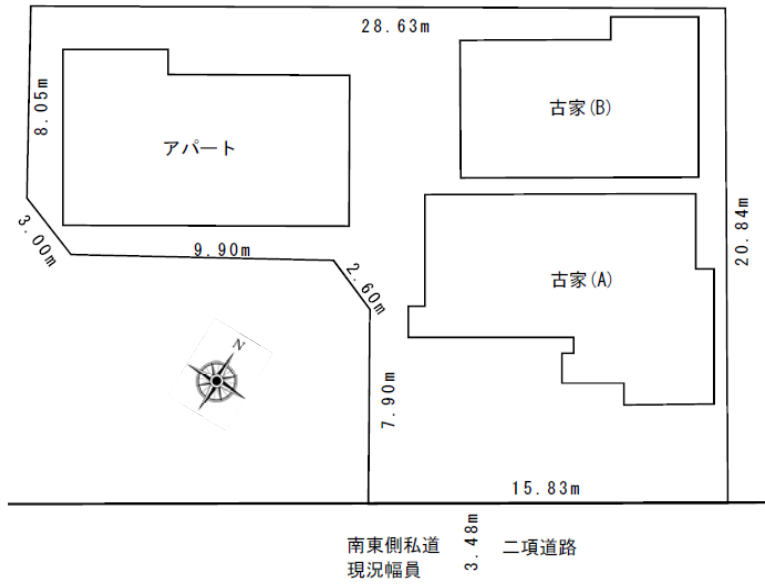 28.63m
8.05m
アパート
古家(B)
3.00m
9.90m
2.60m
20.84m
古家(A)
N
7.90m
15.83m
南東側私道
現況幅員
3.48m
二項道路